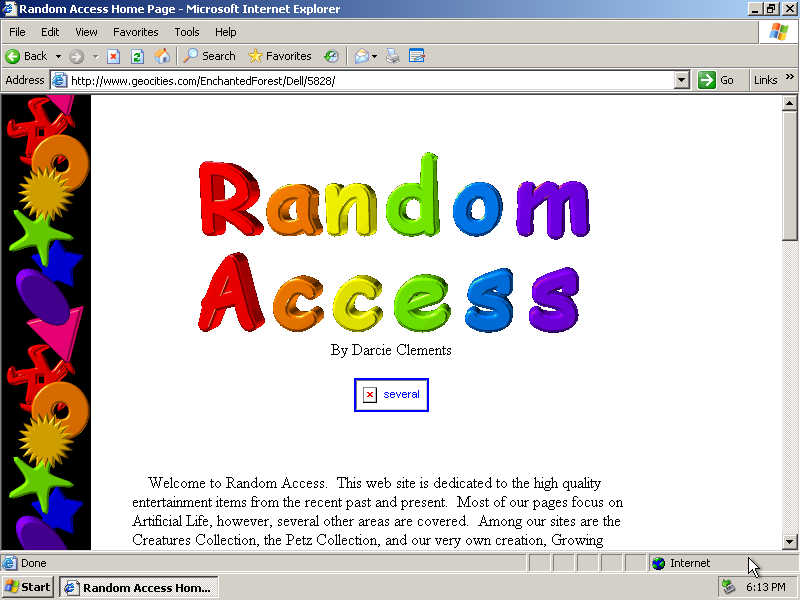 Random Access Home Page - Microsoft Internet Explorer
File Edit View Favorites Tools Help
Back Search Favorites
Address http://www.geocities.com/EnchantedForest/Dell/5828/ Go Links »
Random
Access
By Darcie Clements
several
Welcome to Random Access. This web site is dedicated to the high quality
entertainment items from the recent past and present. Most of our pages focus on
Artificial Life, however, several other areas are covered. Among our sites are the
Creatures Collection, the Petz Collection, and our very own creation, Growing
Done Internet
Start Random Access Hom... 6:13 PM